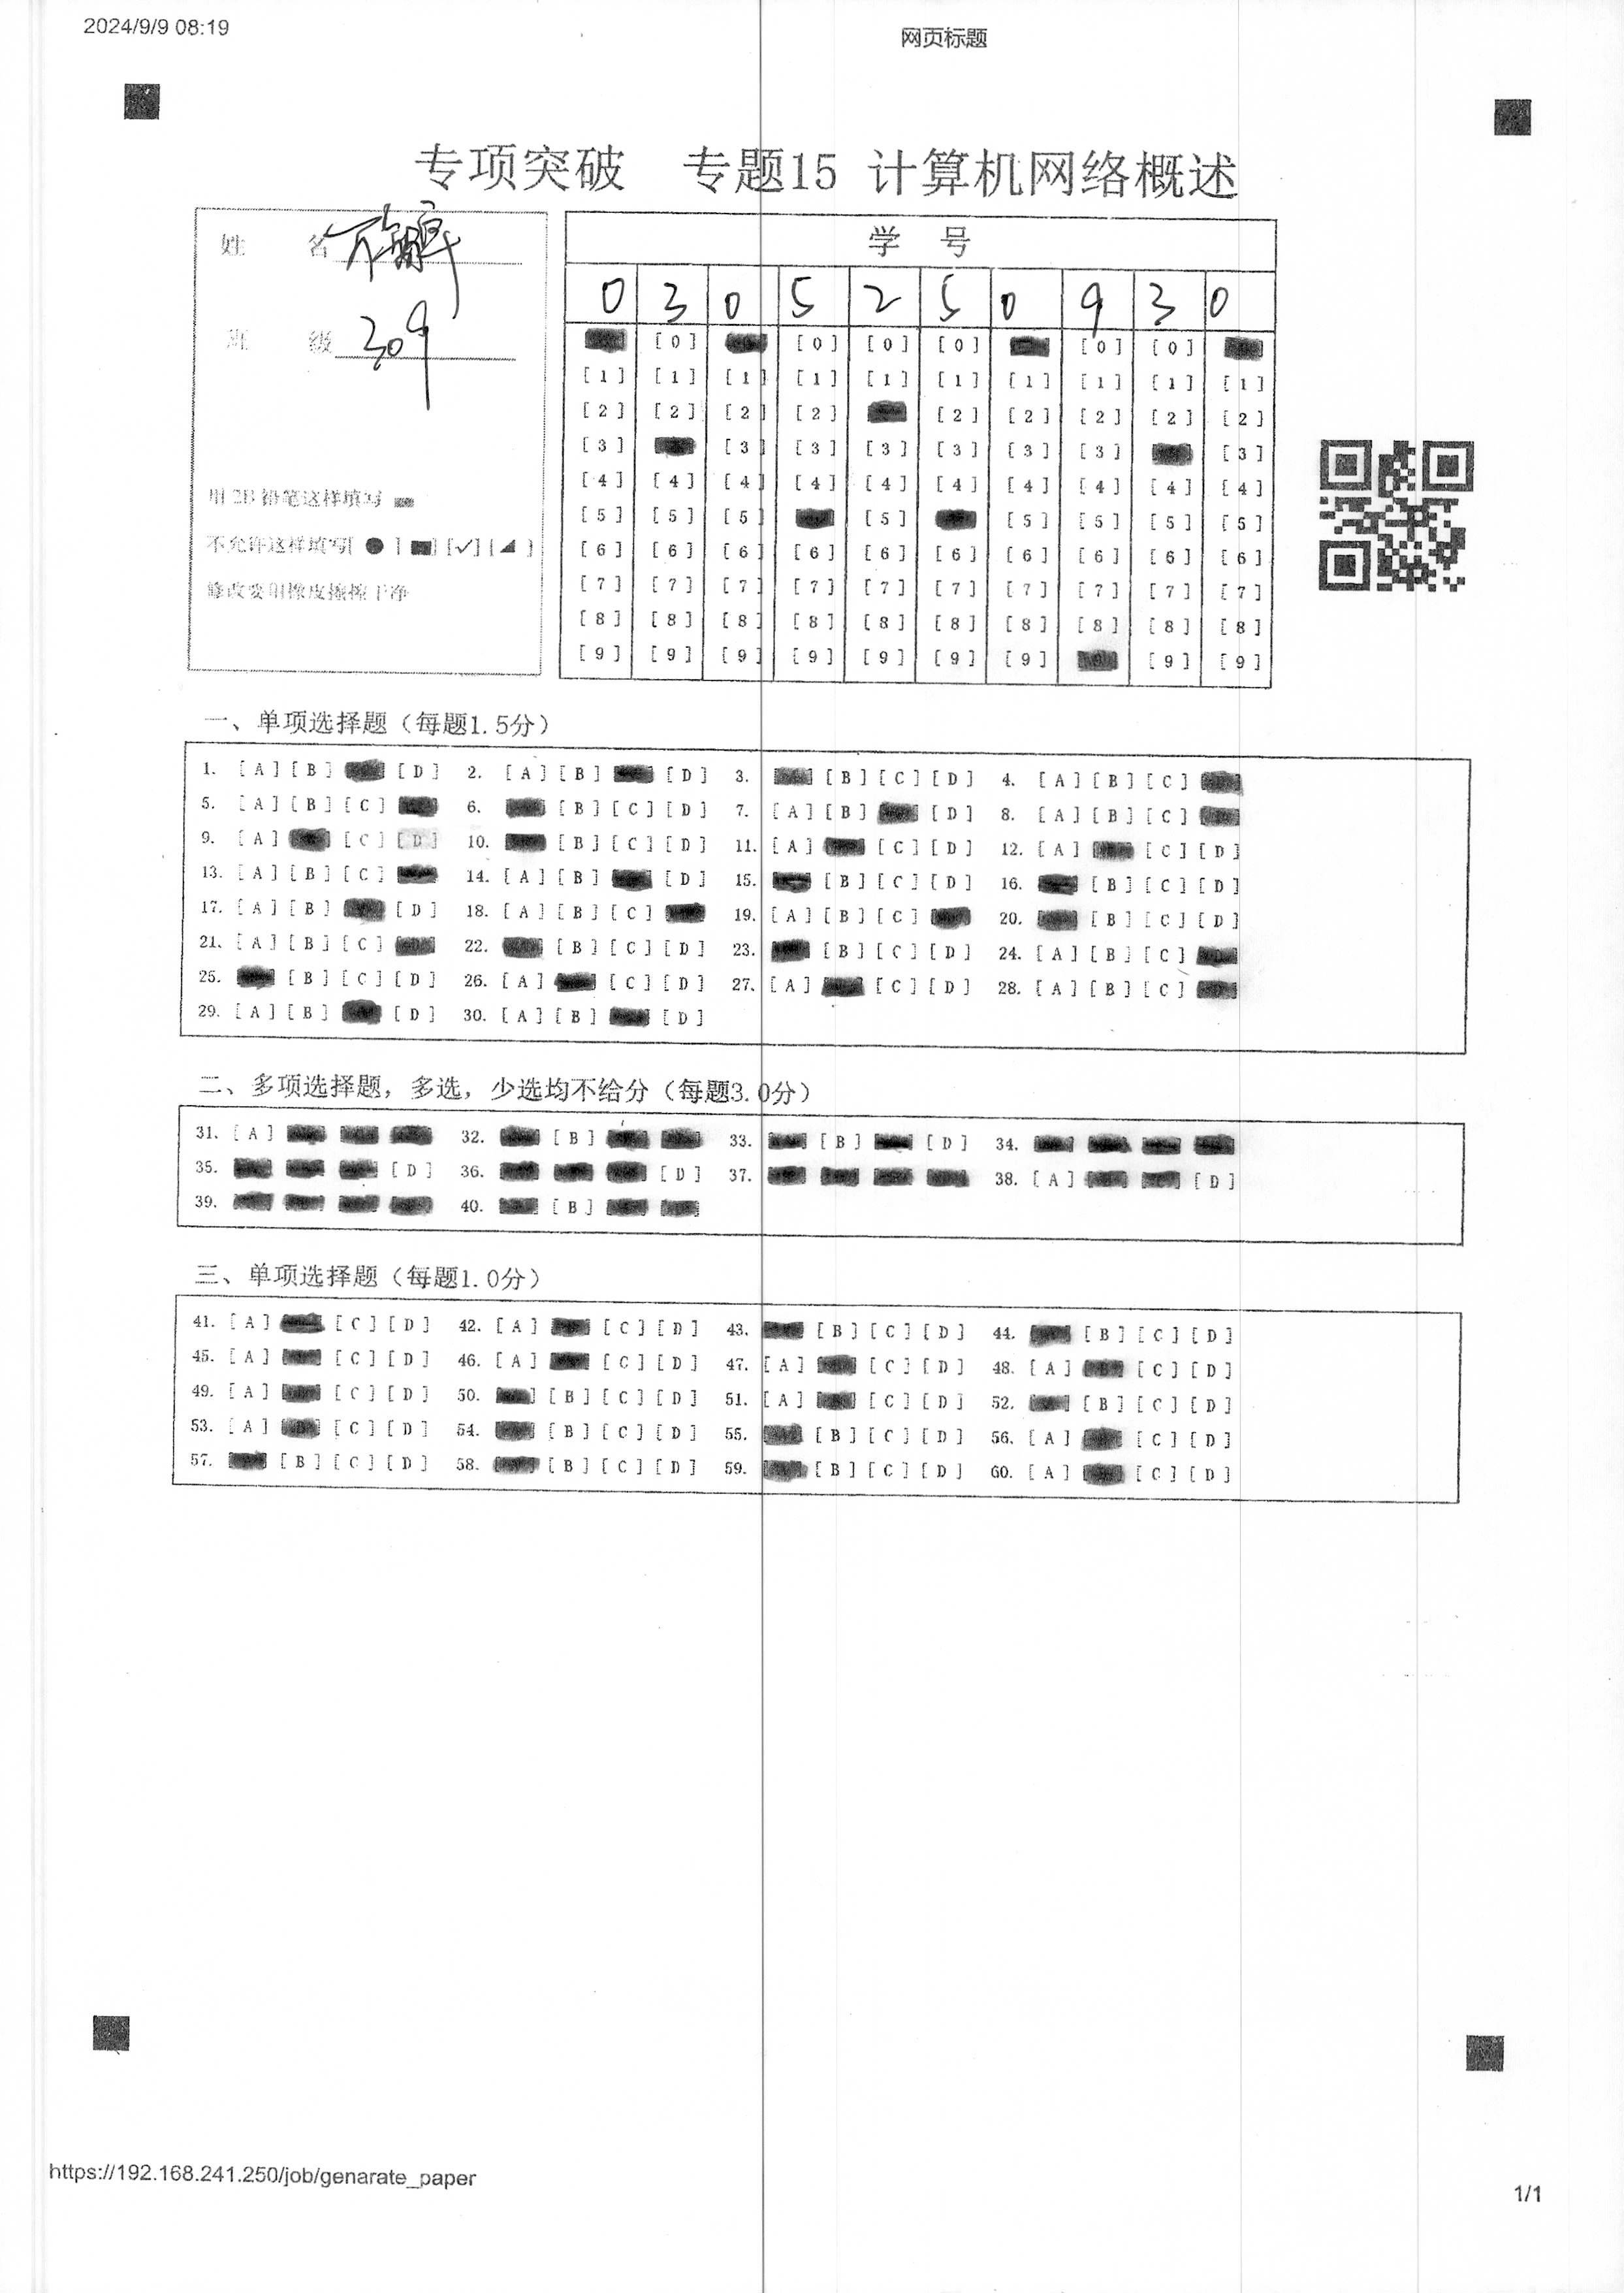 2024/9/9 08:19
网页标题
专项突破 专题15 计算机网络概述
姓 名
班 级 309
用2B铅笔这样填写
不允许这样填写[ ● ] [■] [✓] [◢ ]
修改要用橡皮擦擦干净
学 号
0 3 0 5 2 5 0 9 3 0
[0] [0] [0] [0] [0] [0]
[1] [1] [1] [1] [1] [1] [1] [1] [1] [1]
[2] [2] [2] [2] [2] [2] [2] [2] [2]
[3] [3] [3] [3] [3] [3] [3] [3]
[4] [4] [4] [4] [4] [4] [4] [4] [4] [4]
[5] [5] [5] [5] [5] [5] [5] [5]
[6] [6] [6] [6] [6] [6] [6] [6] [6] [6]
[7] [7] [7] [7] [7] [7] [7] [7] [7] [7]
[8] [8] [8] [8] [8] [8] [8] [8] [8] [8]
[9] [9] [9] [9] [9] [9] [9] [9] [9]
一、单项选择题（每题1.5分）
1. [A] [B] [D] 2. [A] [B] [D] 3. [B] [C] [D] 4. [A] [B] [C]
5. [A] [B] [C] 6. [B] [C] [D] 7. [A] [B] [D] 8. [A] [B] [C]
9. [A] [C] [D] 10. [B] [C] [D] 11. [A] [C] [D] 12. [A] [C] [D]
13. [A] [B] [C] 14. [A] [B] [D] 15. [B] [C] [D] 16. [B] [C] [D]
17. [A] [B] [D] 18. [A] [B] [C] 19. [A] [B] [C] 20. [B] [C] [D]
21. [A] [B] [C] 22. [B] [C] [D] 23. [B] [C] [D] 24. [A] [B] [C]
25. [B] [C] [D] 26. [A] [C] [D] 27. [A] [C] [D] 28. [A] [B] [C]
29. [A] [B] [D] 30. [A] [B] [D]
二、多项选择题，多选，少选均不给分（每题3.0分）
31. [A] 32. [B] 33. [B] [D] 34.
35. [D] 36. [D] 37. 38. [A] [D]
39. 40. [B]
三、单项选择题（每题1.0分）
41. [A] [C] [D] 42. [A] [C] [D] 43. [B] [C] [D] 44. [B] [C] [D]
45. [A] [C] [D] 46. [A] [C] [D] 47. [A] [C] [D] 48. [A] [C] [D]
49. [A] [C] [D] 50. [B] [C] [D] 51. [A] [C] [D] 52. [B] [C] [D]
53. [A] [C] [D] 54. [B] [C] [D] 55. [B] [C] [D] 56. [A] [C] [D]
57. [B] [C] [D] 58. [B] [C] [D] 59. [B] [C] [D] 60. [A] [C] [D]
https://192.168.241.250/job/genarate_paper
1/1